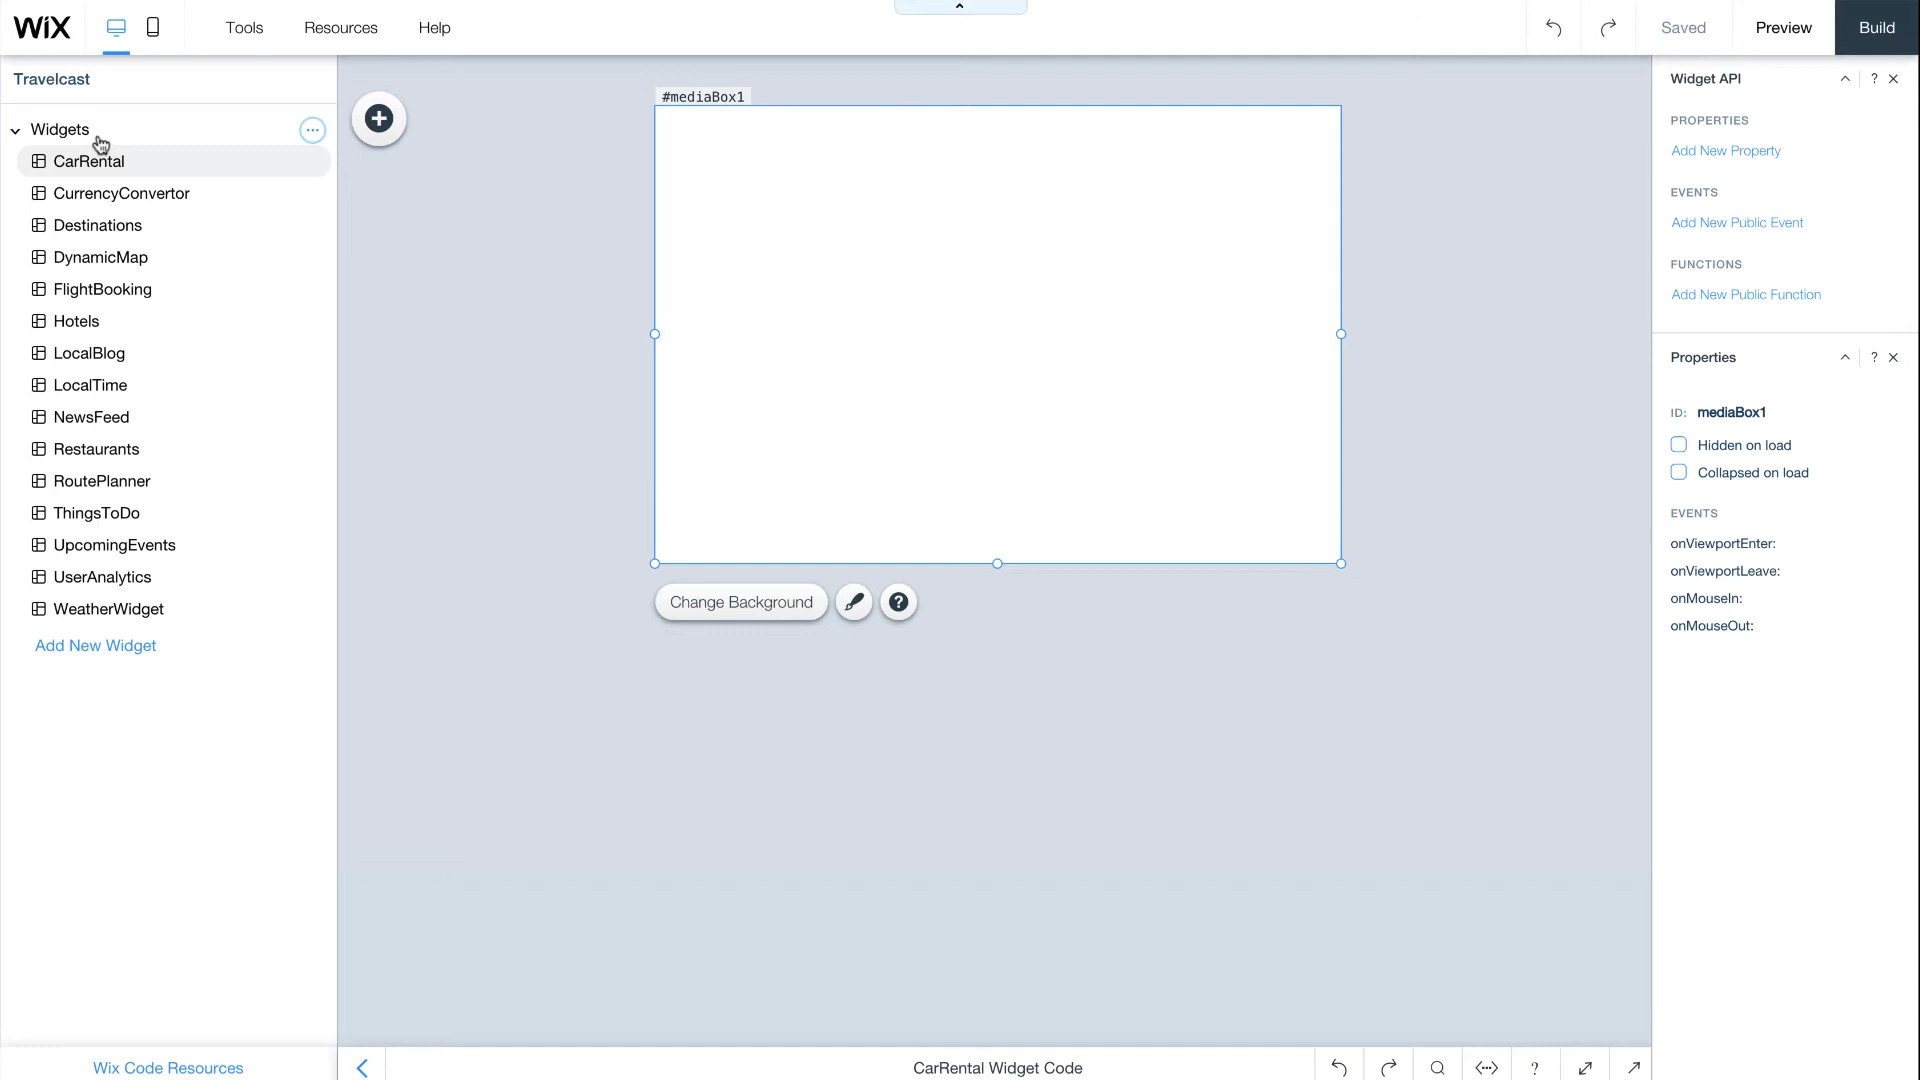 WiX
Tools
Resources
Help
Saved
Preview
Build
Travelcast
Widgets
CarRental
CurrencyConvertor
Destinations
DynamicMap
FlightBooking
Hotels
LocalBlog
LocalTime
NewsFeed
Restaurants
RoutePlanner
ThingsToDo
UpcomingEvents
UserAnalytics
WeatherWidget
Add New Widget
Wix Code Resources
#mediaBox1
Change Background
?
CarRental Widget Code
?
Widget API
?
PROPERTIES
Add New Property
EVENTS
Add New Public Event
FUNCTIONS
Add New Public Function
Properties
?
ID: mediaBox1
Hidden on load
Collapsed on load
EVENTS
onViewportEnter:
onViewportLeave:
onMouseIn:
onMouseOut: